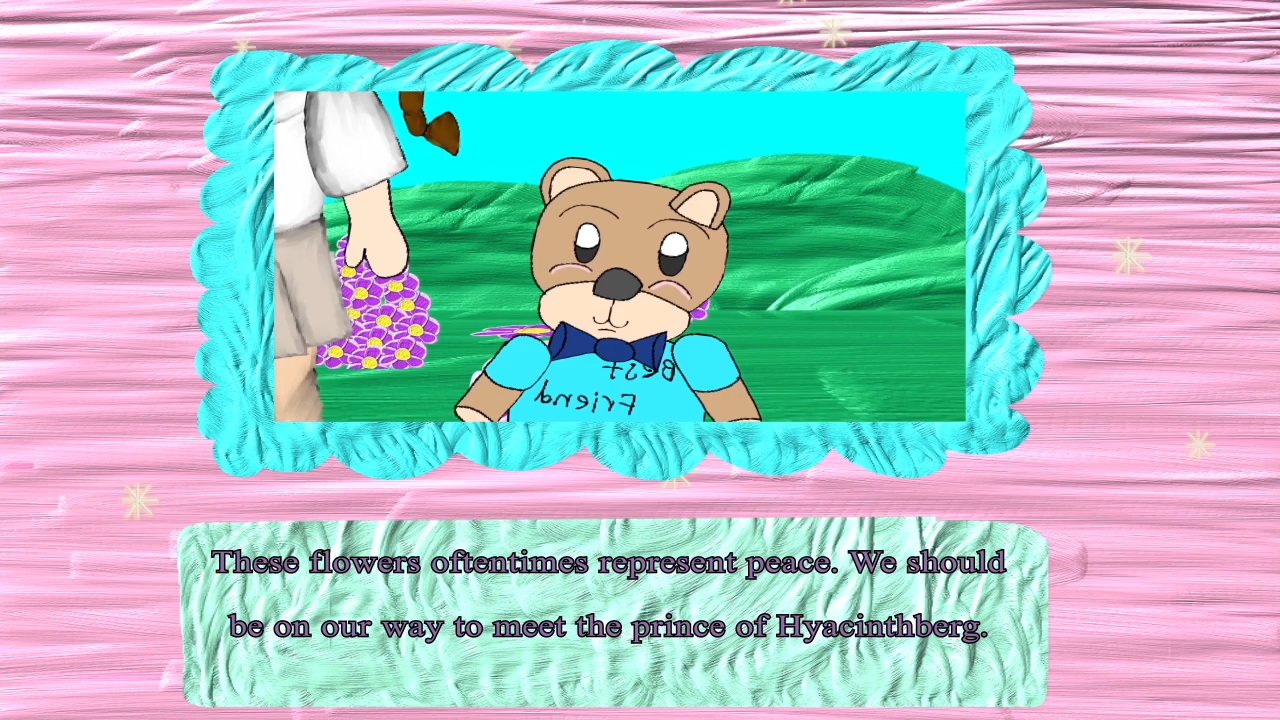 Best
Friend
These flowers oftentimes represent peace. We should
be on our way to meet the prince of Hyacinthberg.